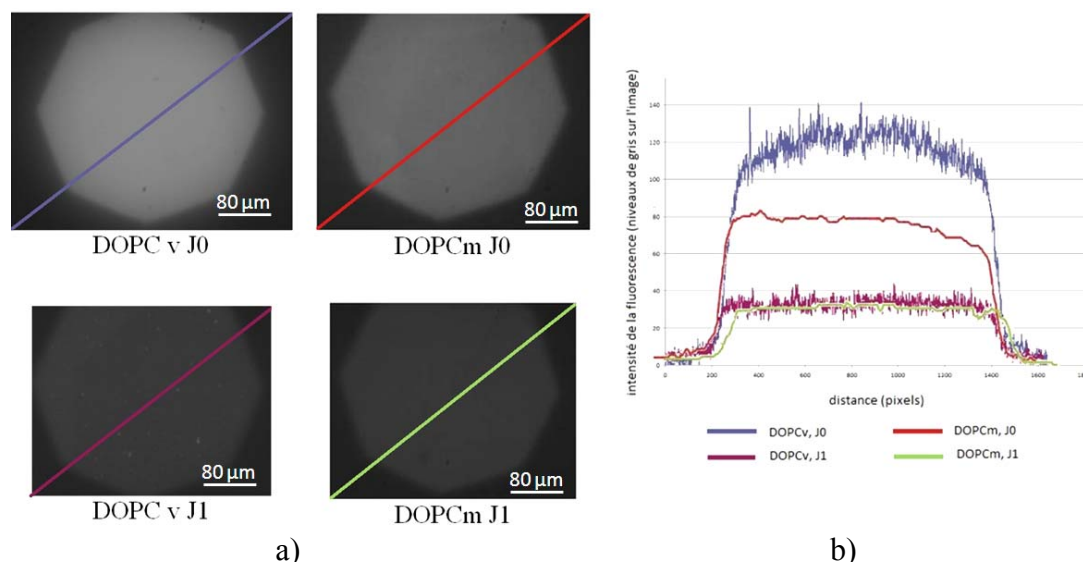 80 µm
DOPC v J0
80 µm
DOPCm J0
80 µm
DOPC v J1
80 µm
DOPCm J1
a)
intensité de la fluorescence (niveaux de gris sur l'image)
140
120
100
80
60
40
20
0
0 200 400 600 800 1000 1200 1400 1600
distance (pixels)
DOPCv, J0 DOPCm, J0
DOPCv, J1 DOPCm, J1
b)